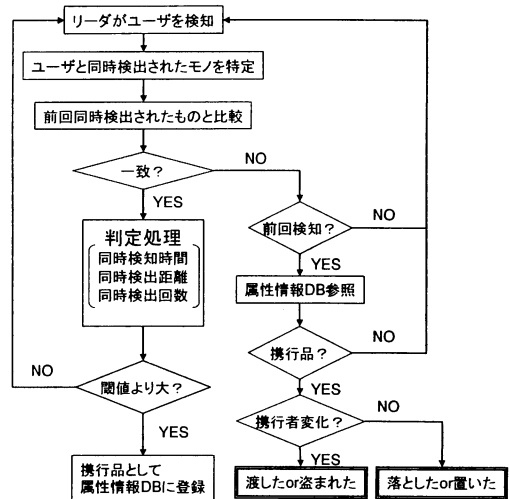 リーダがユーザを検知
ユーザと同時検出されたモノを特定
前回同時検出されたものと比較
一致？
NO
YES
判定処理
同時検知時間
同時検出距離
同時検出回数
前回検知？
NO
YES
属性情報DB参照
携行品？
NO
YES
閾値より大？
NO
YES
携行者変化？
NO
YES
携行品として
属性情報DBに登録
渡したor盗まれた
落としたor置いた